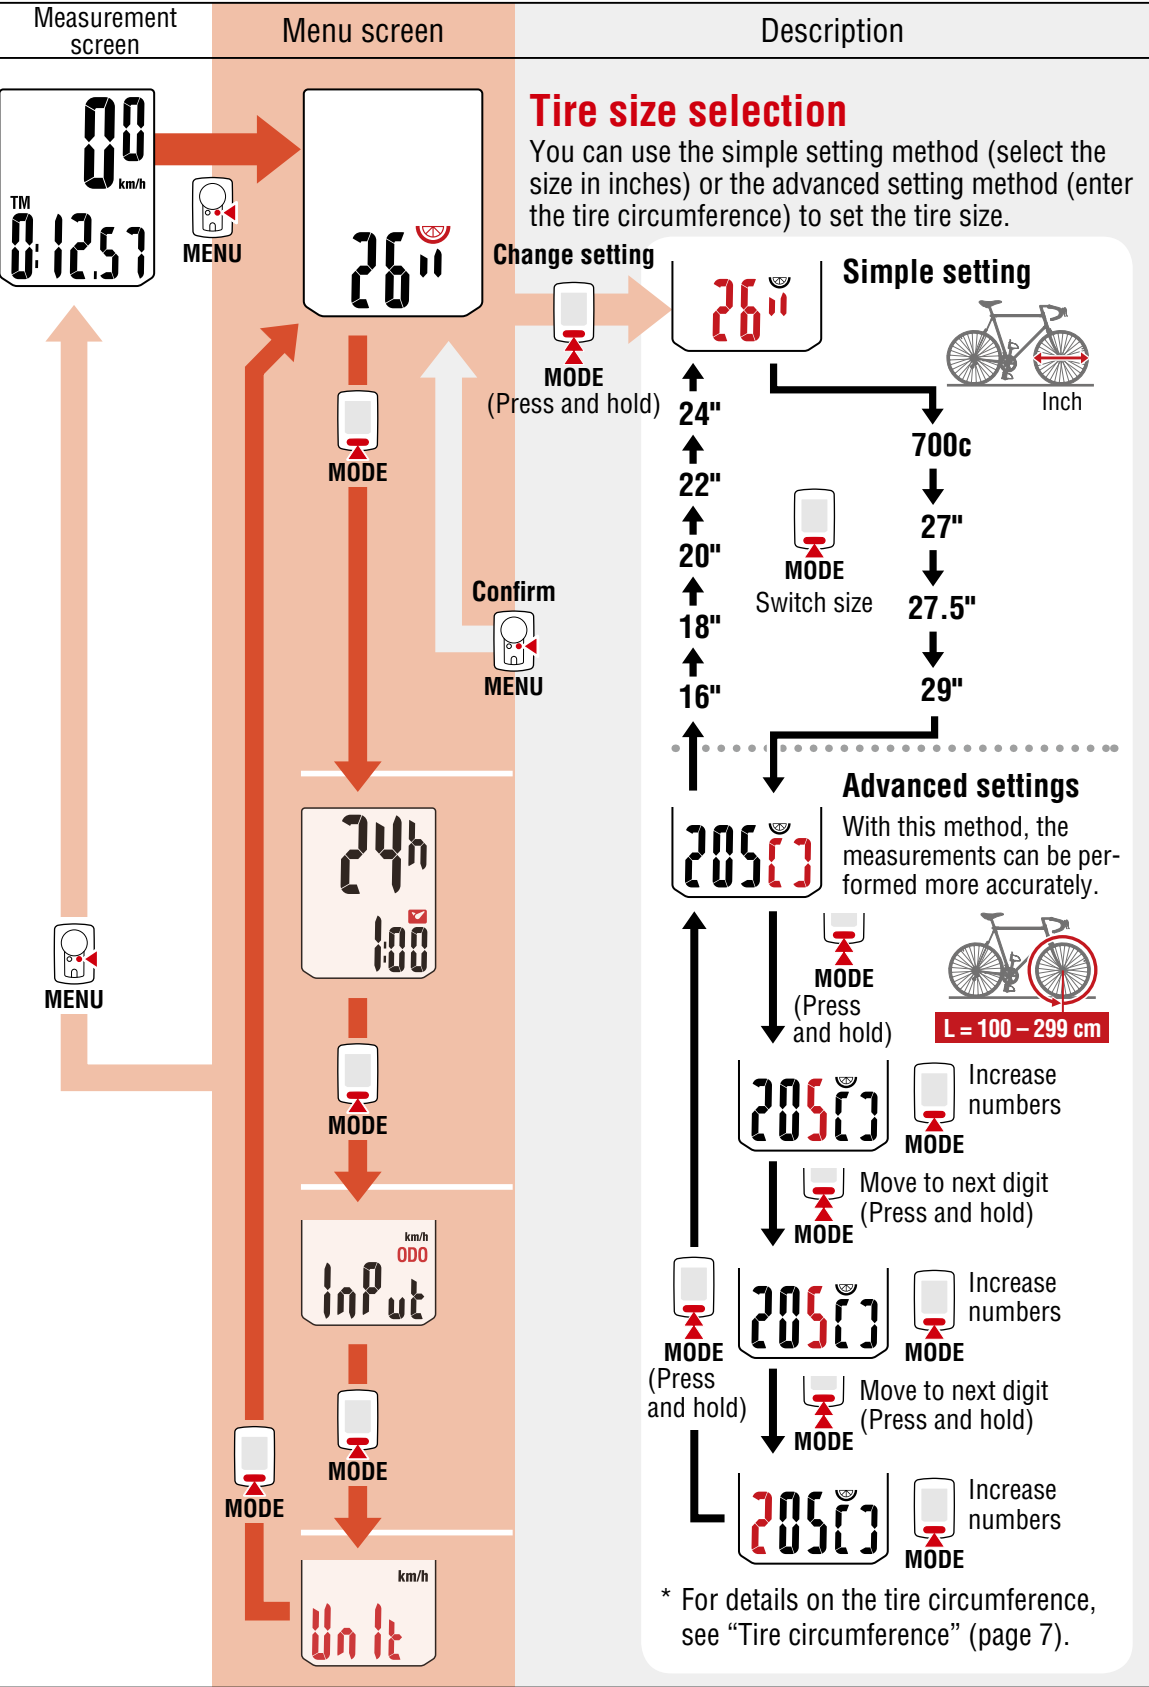 Measurement
screen
Menu screen
Description
0.0
km/h
TM
0:12.57
MENU
26"
Tire size selection
You can use the simple setting method (select the
size in inches) or the advanced setting method (enter
the tire circumference) to set the tire size.
Change setting
MODE
(Press and hold)
26"
Simple setting
Inch
24"
22"
20"
18"
16"
700c
27"
27.5"
29"
MODE
Switch size
MODE
Confirm
MENU
Advanced settings
With this method, the
measurements can be per-
formed more accurately.
205
24h
1:00
MENU
MODE
(Press
and hold)
L = 100 – 299 cm
205
Increase
numbers
MODE
MODE
Move to next digit
(Press and hold)
MODE
km/h
ODO
InPut
205
Increase
numbers
MODE
MODE
(Press
and hold)
Move to next digit
(Press and hold)
MODE
MODE
MODE
205
Increase
numbers
MODE
km/h
UnIt
* For details on the tire circumference,
see “Tire circumference” (page 7).